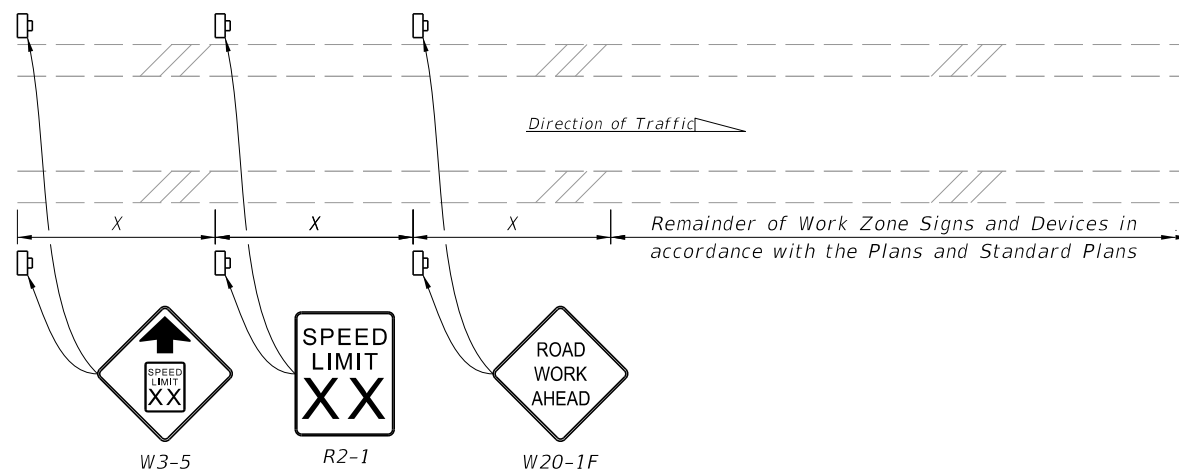 Direction of Traffic
X
X
X
Remainder of Work Zone Signs and Devices in
accordance with the Plans and Standard Plans
SPEED
LIMIT
XX
W3-5
SPEED
LIMIT
XX
R2-1
ROAD
WORK
AHEAD
W20-1F